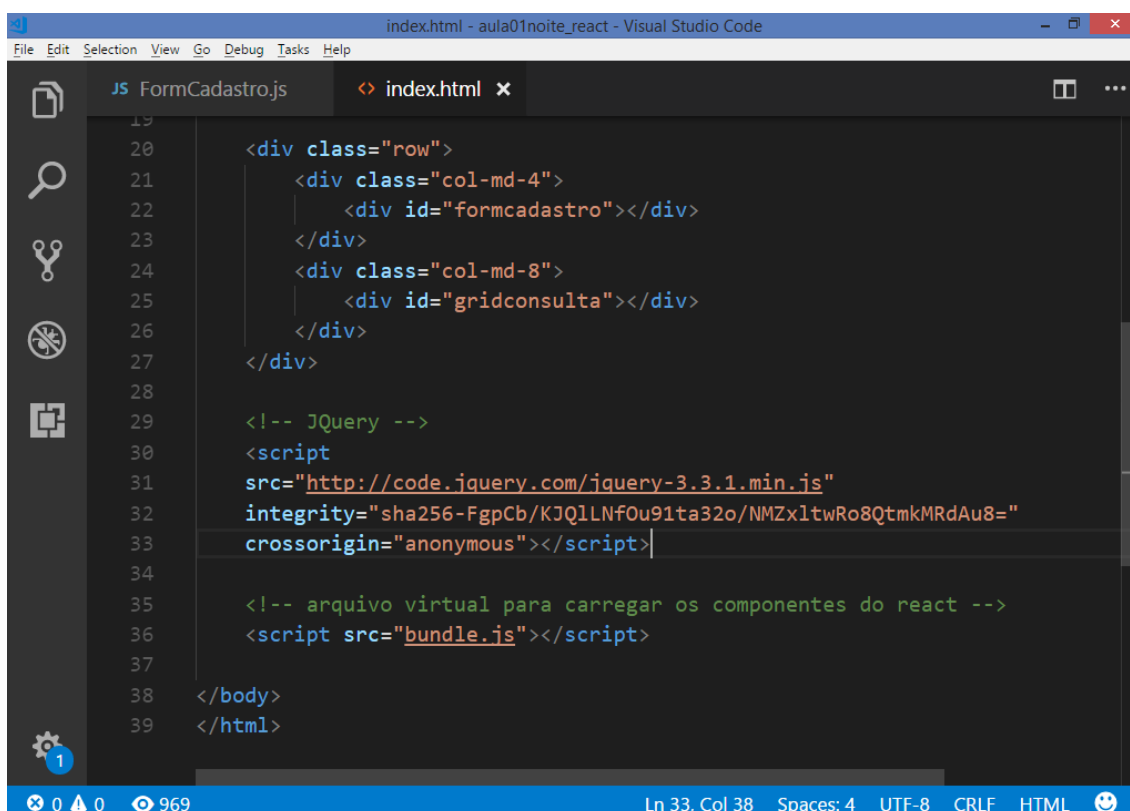 index.html - aula01noite_react - Visual Studio Code
File Edit Selection View Go Debug Tasks Help
JS FormCadastro.js <> index.html ×
19
20 <div class="row">
21 <div class="col-md-4">
22 <div id="formcadastro"></div>
23 </div>
24 <div class="col-md-8">
25 <div id="gridconsulta"></div>
26 </div>
27 </div>
28
29 <!-- JQuery -->
30 <script
31 src="http://code.jquery.com/jquery-3.3.1.min.js"
32 integrity="sha256-FgpCb/KJQlLNfOu91ta32o/NMZxltwRo8QtmkMRdAu8="
33 crossorigin="anonymous"></script>
34
35 <!-- arquivo virtual para carregar os componentes do react -->
36 <script src="bundle.js"></script>
37
38 </body>
39 </html>
1
0 0 969 Ln 33, Col 38 Spaces: 4 UTF-8 CRLF HTML